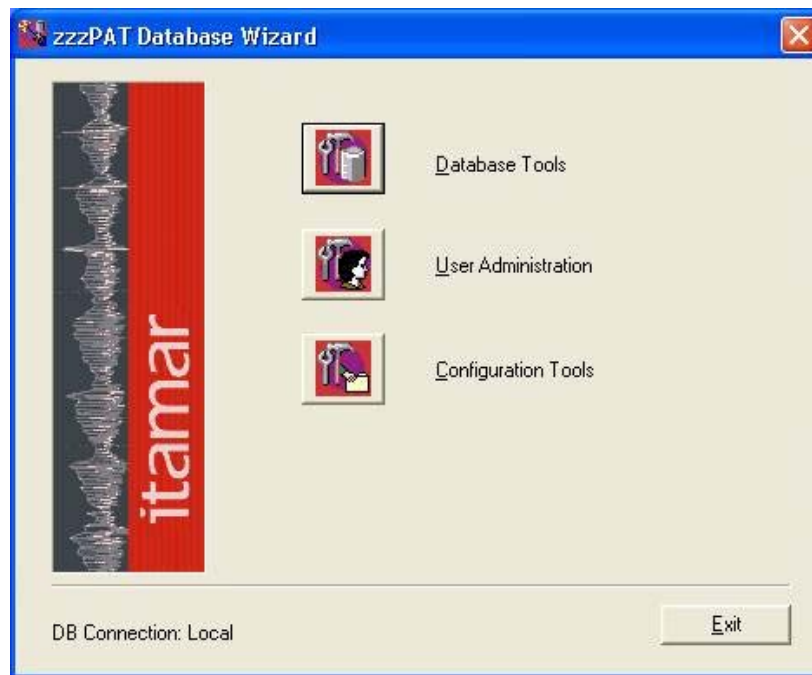 zzzPAT Database Wizard
itamar
Database Tools
User Administration
Configuration Tools
DB Connection: Local
Exit